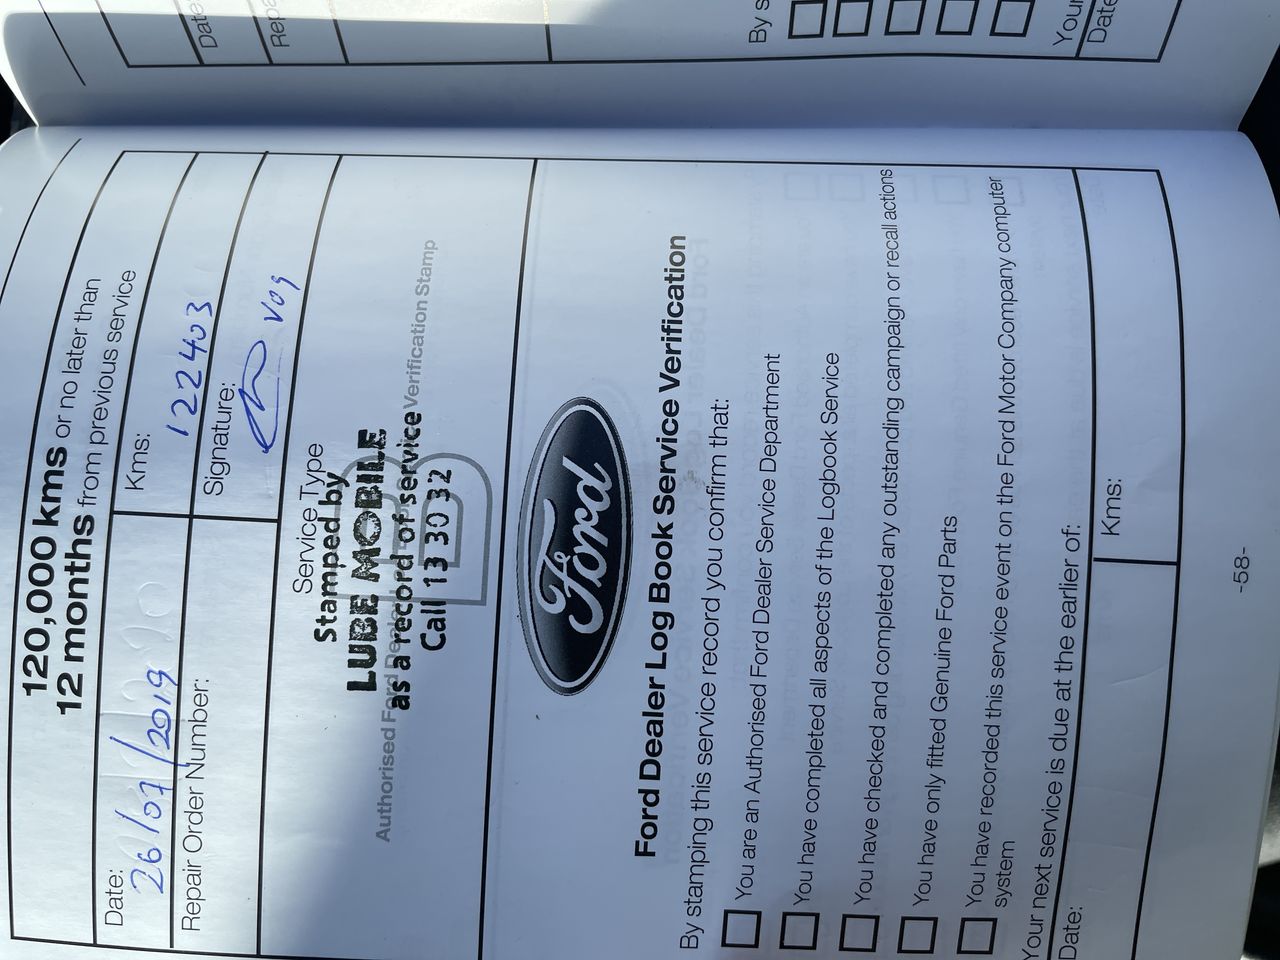 120,000 kms or no later than
12 months from previous service
Date:
26/07/2019
Kms:
122403
Repair Order Number:
Signature:
Service Type
Stamped by
LUBE MOBILE
as a record of service
Call 13 30 32
Authorised Ford Dealer Verification Stamp
Ford
Ford Dealer Log Book Service Verification
By stamping this service record you confirm that:
You are an Authorised Ford Dealer Service Department
You have completed all aspects of the Logbook Service
You have checked and completed any outstanding campaign or recall actions
You have only fitted Genuine Ford Parts
You have recorded this service event on the Ford Motor Company computer
system
Your next service is due at the earlier of:
Date:
Kms:
-58-
Date
By s
Your
Date